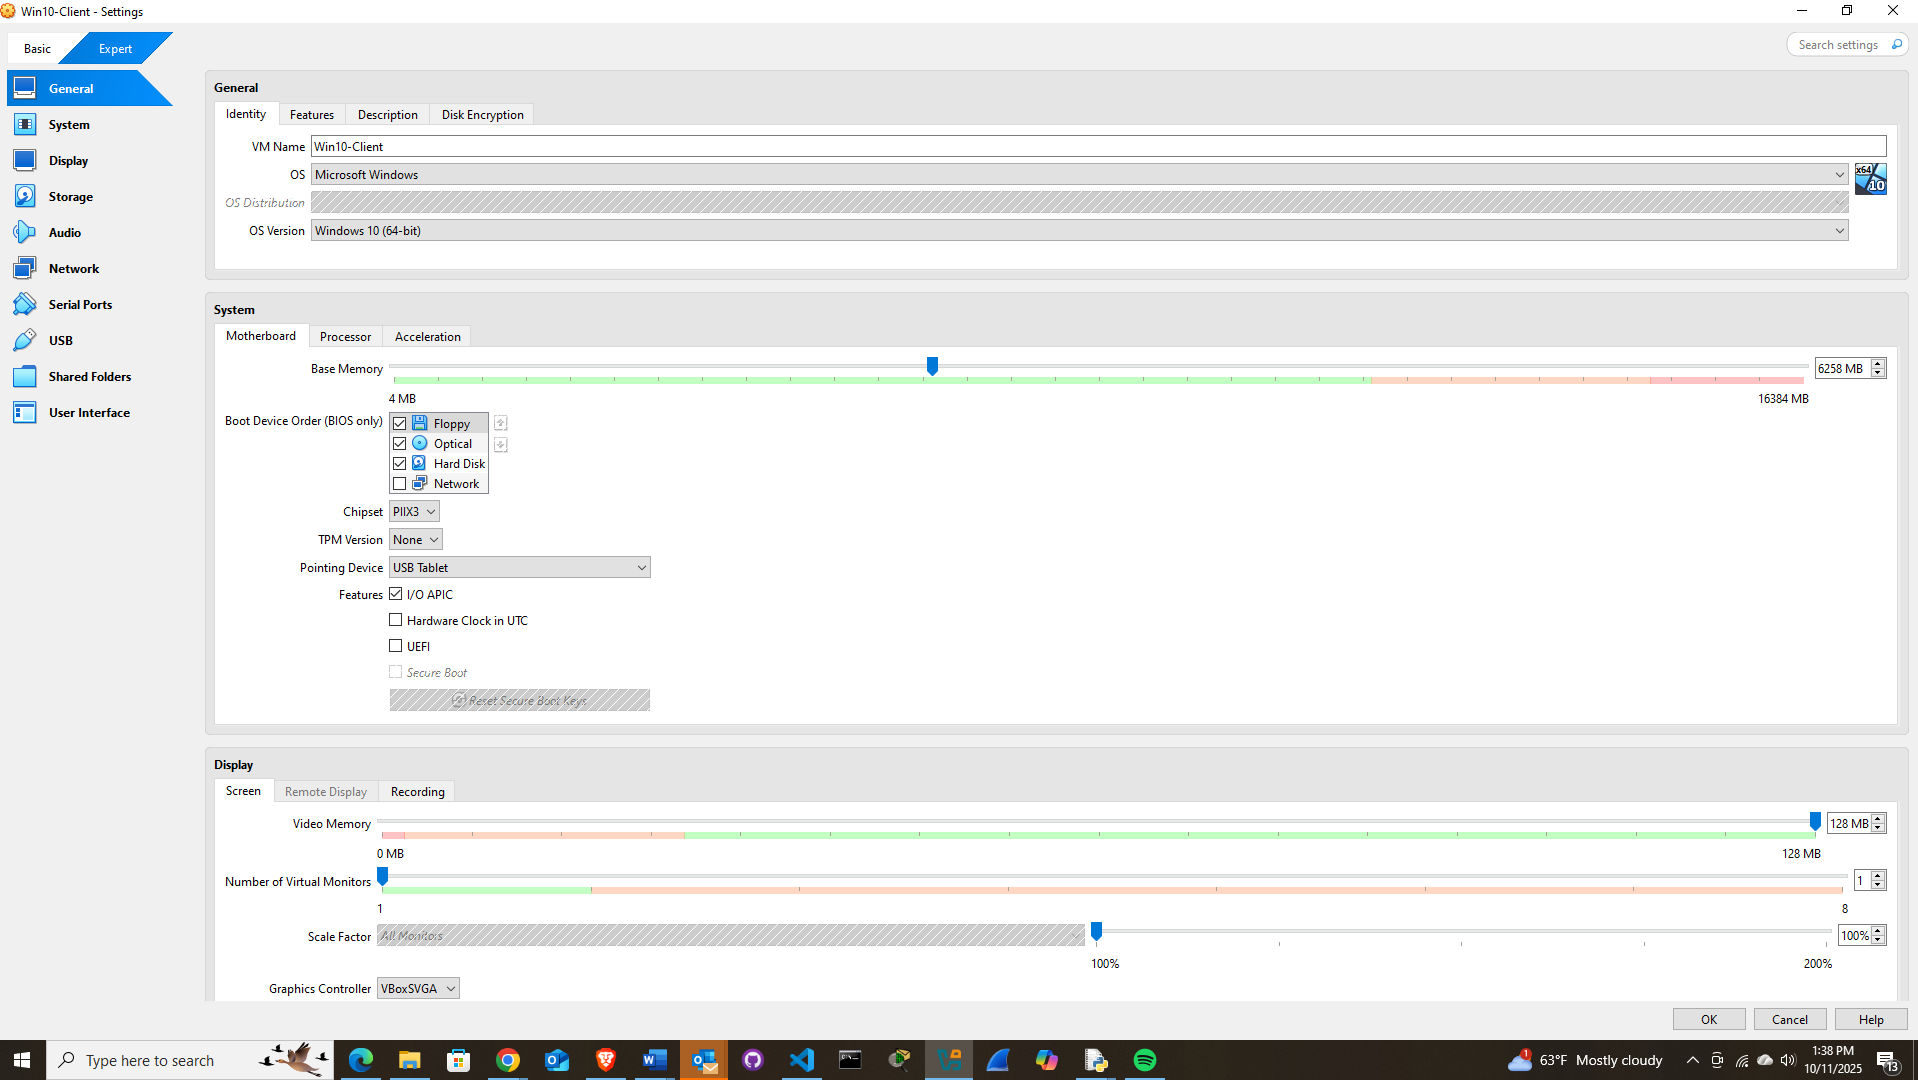 Win10-Client - Settings
Basic Expert
Search settings
General
System
Display
Storage
Audio
Network
Serial Ports
USB
Shared Folders
User Interface
General
Identity Features Description Disk Encryption
VM Name Win10-Client
OS Microsoft Windows
x64 10
OS Distribution
OS Version Windows 10 (64-bit)
System
Motherboard Processor Acceleration
Base Memory 6258 MB
4 MB 16384 MB
Boot Device Order (BIOS only) Floppy
Optical
Hard Disk
Network
Chipset PIIX3
TPM Version None
Pointing Device USB Tablet
Features I/O APIC
Hardware Clock in UTC
UEFI
Secure Boot
Reset Secure Boot Keys
Display
Screen Remote Display Recording
Video Memory 128 MB
0 MB 128 MB
Number of Virtual Monitors 1
1 8
Scale Factor All Monitors 100%
100% 200%
Graphics Controller VBoxSVGA
OK Cancel Help
Type here to search
1 63°F Mostly cloudy
1:38 PM
10/11/2025
13